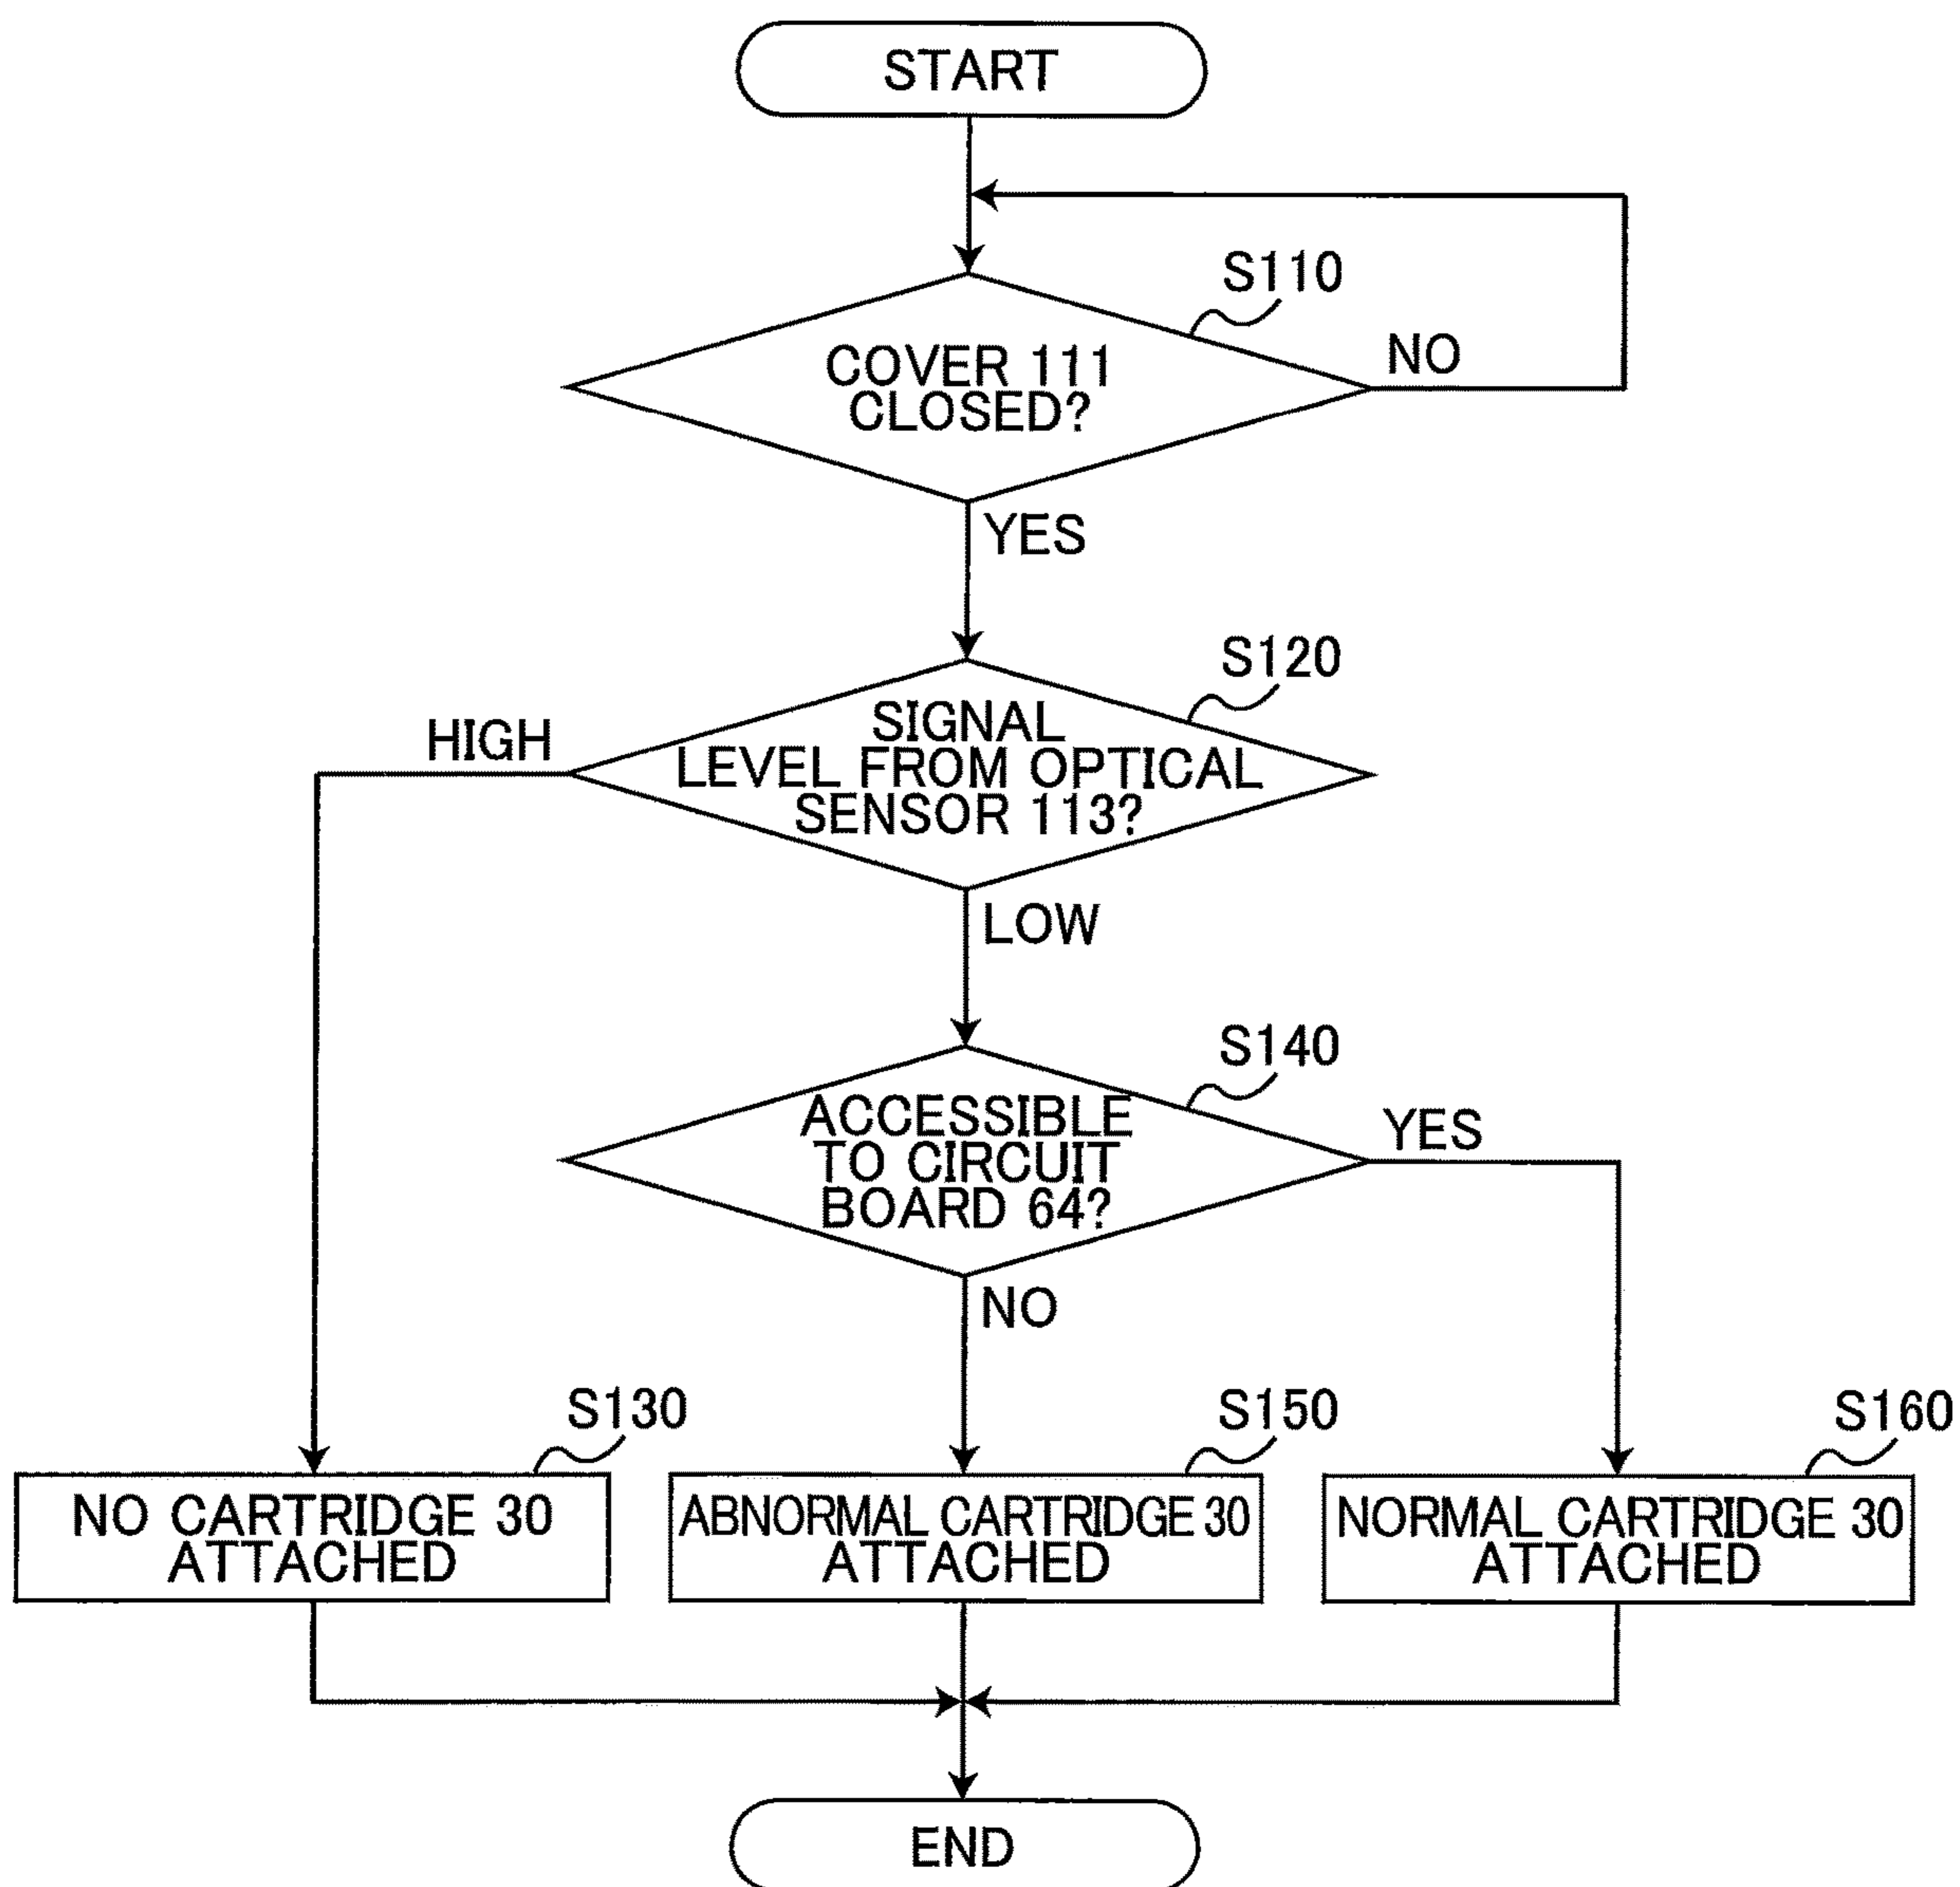 START
S110
COVER 111
CLOSED?
NO
YES
S120
HIGH
SIGNAL
LEVEL FROM OPTICAL
SENSOR 113?
LOW
S140
ACCESSIBLE
TO CIRCUIT
BOARD 64?
YES
NO
S130
NO CARTRIDGE 30
ATTACHED
S150
ABNORMAL CARTRIDGE 30
ATTACHED
S160
NORMAL CARTRIDGE 30
ATTACHED
END